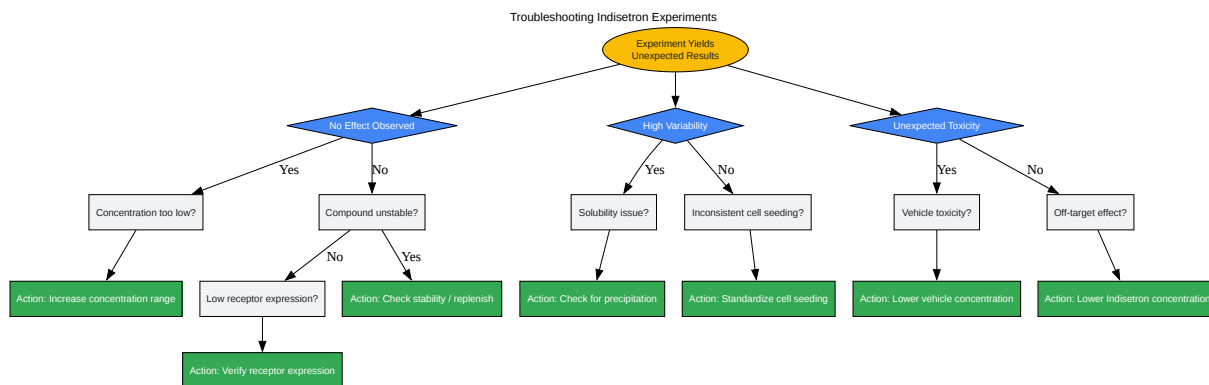 Troubleshooting Indisetron Experiments
Experiment Yields
Unexpected Results
No Effect Observed
High Variability
Unexpected Toxicity
Yes
No
Yes
No
Yes
No
Concentration too low?
Compound unstable?
Solubility issue?
Inconsistent cell seeding?
Vehicle toxicity?
Off-target effect?
No
Yes
Action: Increase concentration range
Low receptor expression?
Action: Check stability / replenish
Action: Check for precipitation
Action: Standardize cell seeding
Action: Lower vehicle concentration
Action: Lower Indisetron concentration
Action: Verify receptor expression